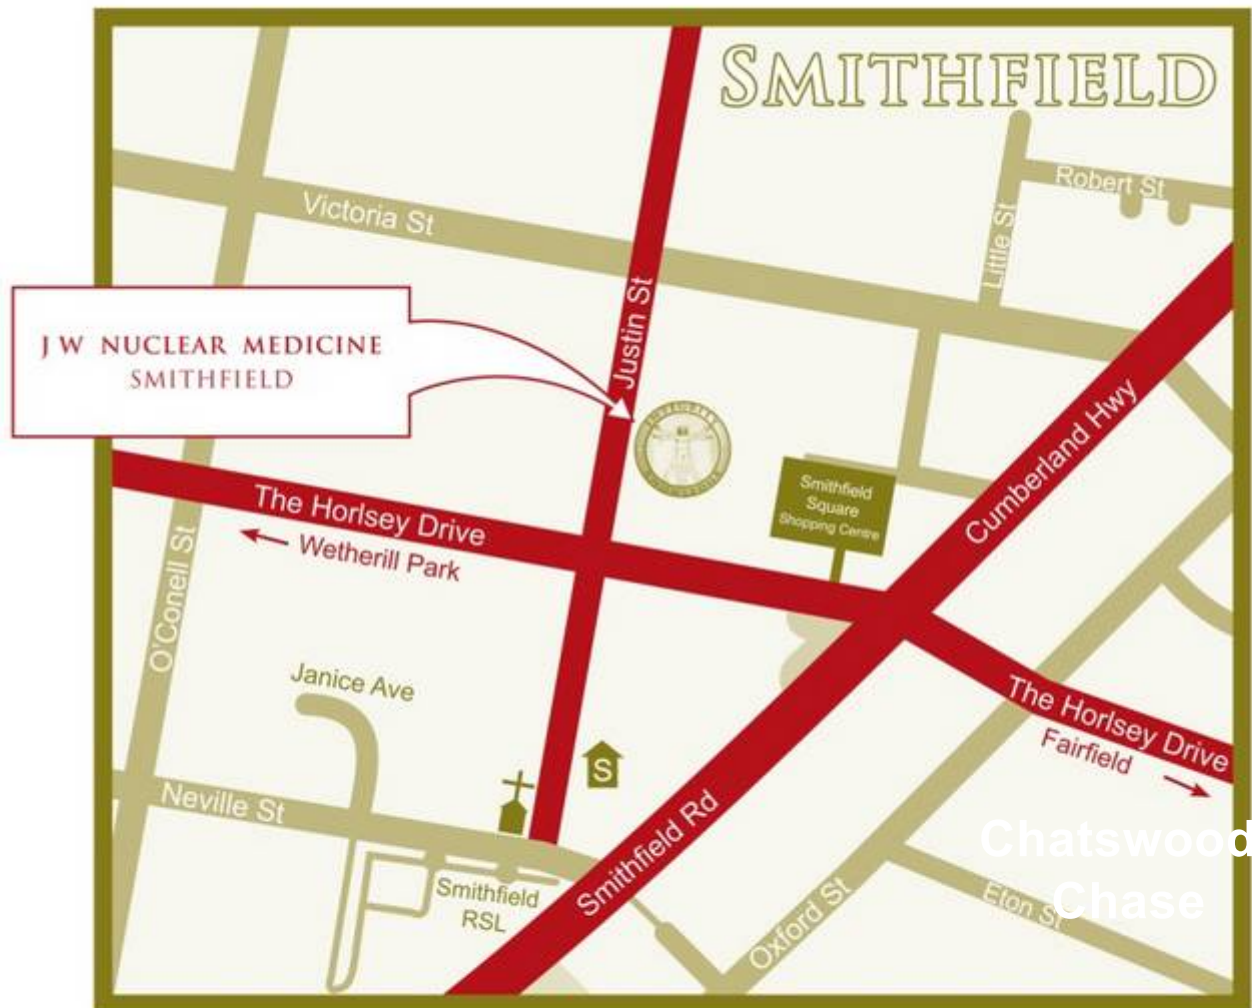 SMITHFIELD
Robert St
Victoria St
Little St
Justin St
J W NUCLEAR MEDICINE
SMITHFIELD
Cumberland Hwy
Smithfield
Square
Shopping Centre
The Horlsey Drive
Wetherill Park
O'Conell St
Janice Ave
The Horlsey Drive
Fairfield
S
Neville St
Smithfield Rd
Smithfield
RSL
Oxford St
Eton St
Chatswood
Chase